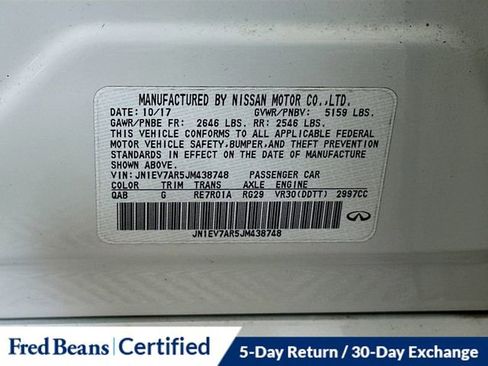 MANUFACTURED BY NISSAN MOTOR CO.,LTD.
DATE: 10/17 GVWR/PNBV: 5159 LBS.
GAWR/PNBE FR: 2646 LBS. RR: 2546 LBS.
THIS VEHICLE CONFORMS TO ALL APPLICABLE FEDERAL
MOTOR VEHICLE SAFETY,BUMPER,AND THEFT PREVENTION
STANDARDS IN EFFECT ON THE DATE OF MANUFACTURE
SHOWN ABOVE.
VIN: JN1EV7AR5JM438748 PASSENGER CAR
COLOR TRIM TRANS AXLE ENGINE
QAB G RE7R01A RG29 VR30(DDTT) 2997CC
JN1EV7AR5JM438748
Fred Beans Certified
5-Day Return / 30-Day Exchange